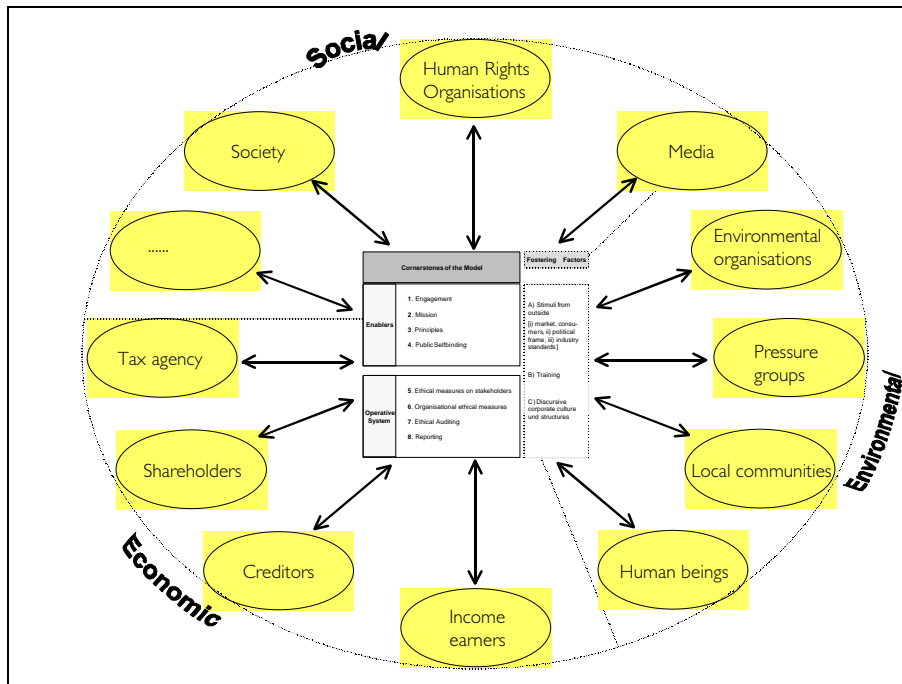 Social
Human Rights
Organisations
Society
Media
......
Environmental
organisations
Tax agency
Pressure
groups
Shareholders
Local communities
Environmental
Economic
Creditors
Human beings
Income
earners
Cornerstones of the Model
Enablers
1. Engagement
2. Mission
3. Principles
4. Public Selfbinding
Operative
System
5. Ethical measures on stakeholders
6. Organisational ethical measures
7. Ethical Auditing
8. Reporting
Fostering Factors
A) Stimuli from
outside
[i) market, consu-
mers, ii) political
frame, iii) industry
standards]
B) Training
C) Discursive
corporate culture
und structures